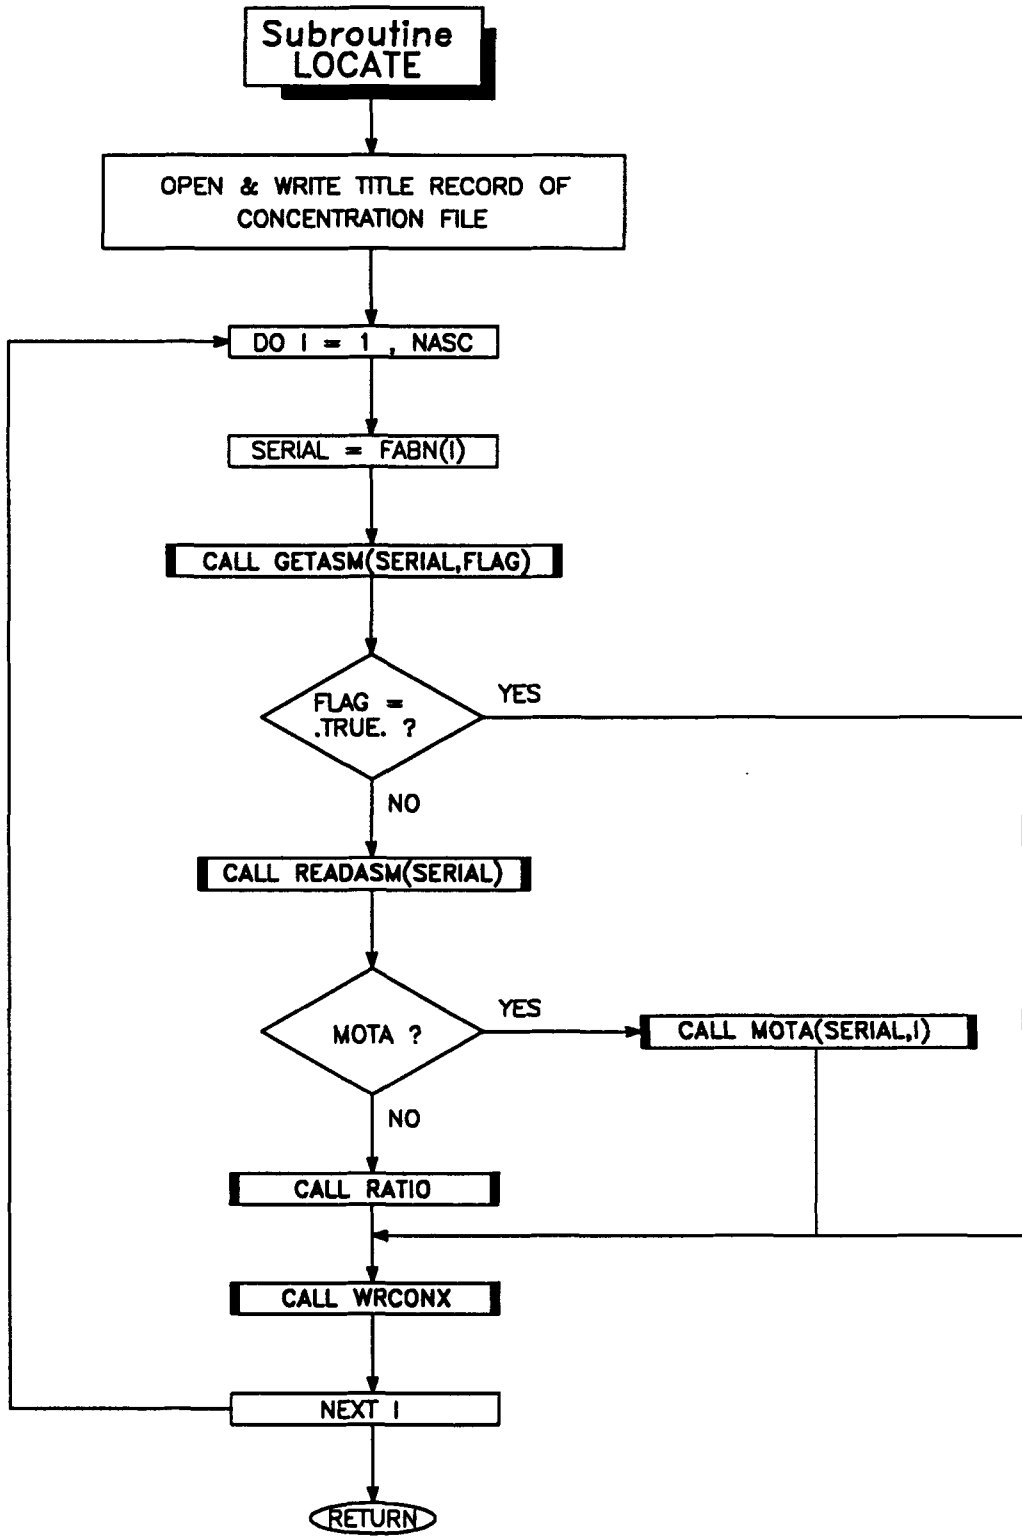 Subroutine
LOCATE
OPEN & WRITE TITLE RECORD OF
CONCENTRATION FILE
DO I = 1 , NASC
SERIAL = FABN(I)
CALL GETASM(SERIAL,FLAG)
FLAG =
.TRUE. ?
YES
NO
CALL READASM(SERIAL)
MOTA ?
YES
CALL MOTA(SERIAL,I)
NO
CALL RATIO
CALL WRCONX
NEXT I
RETURN